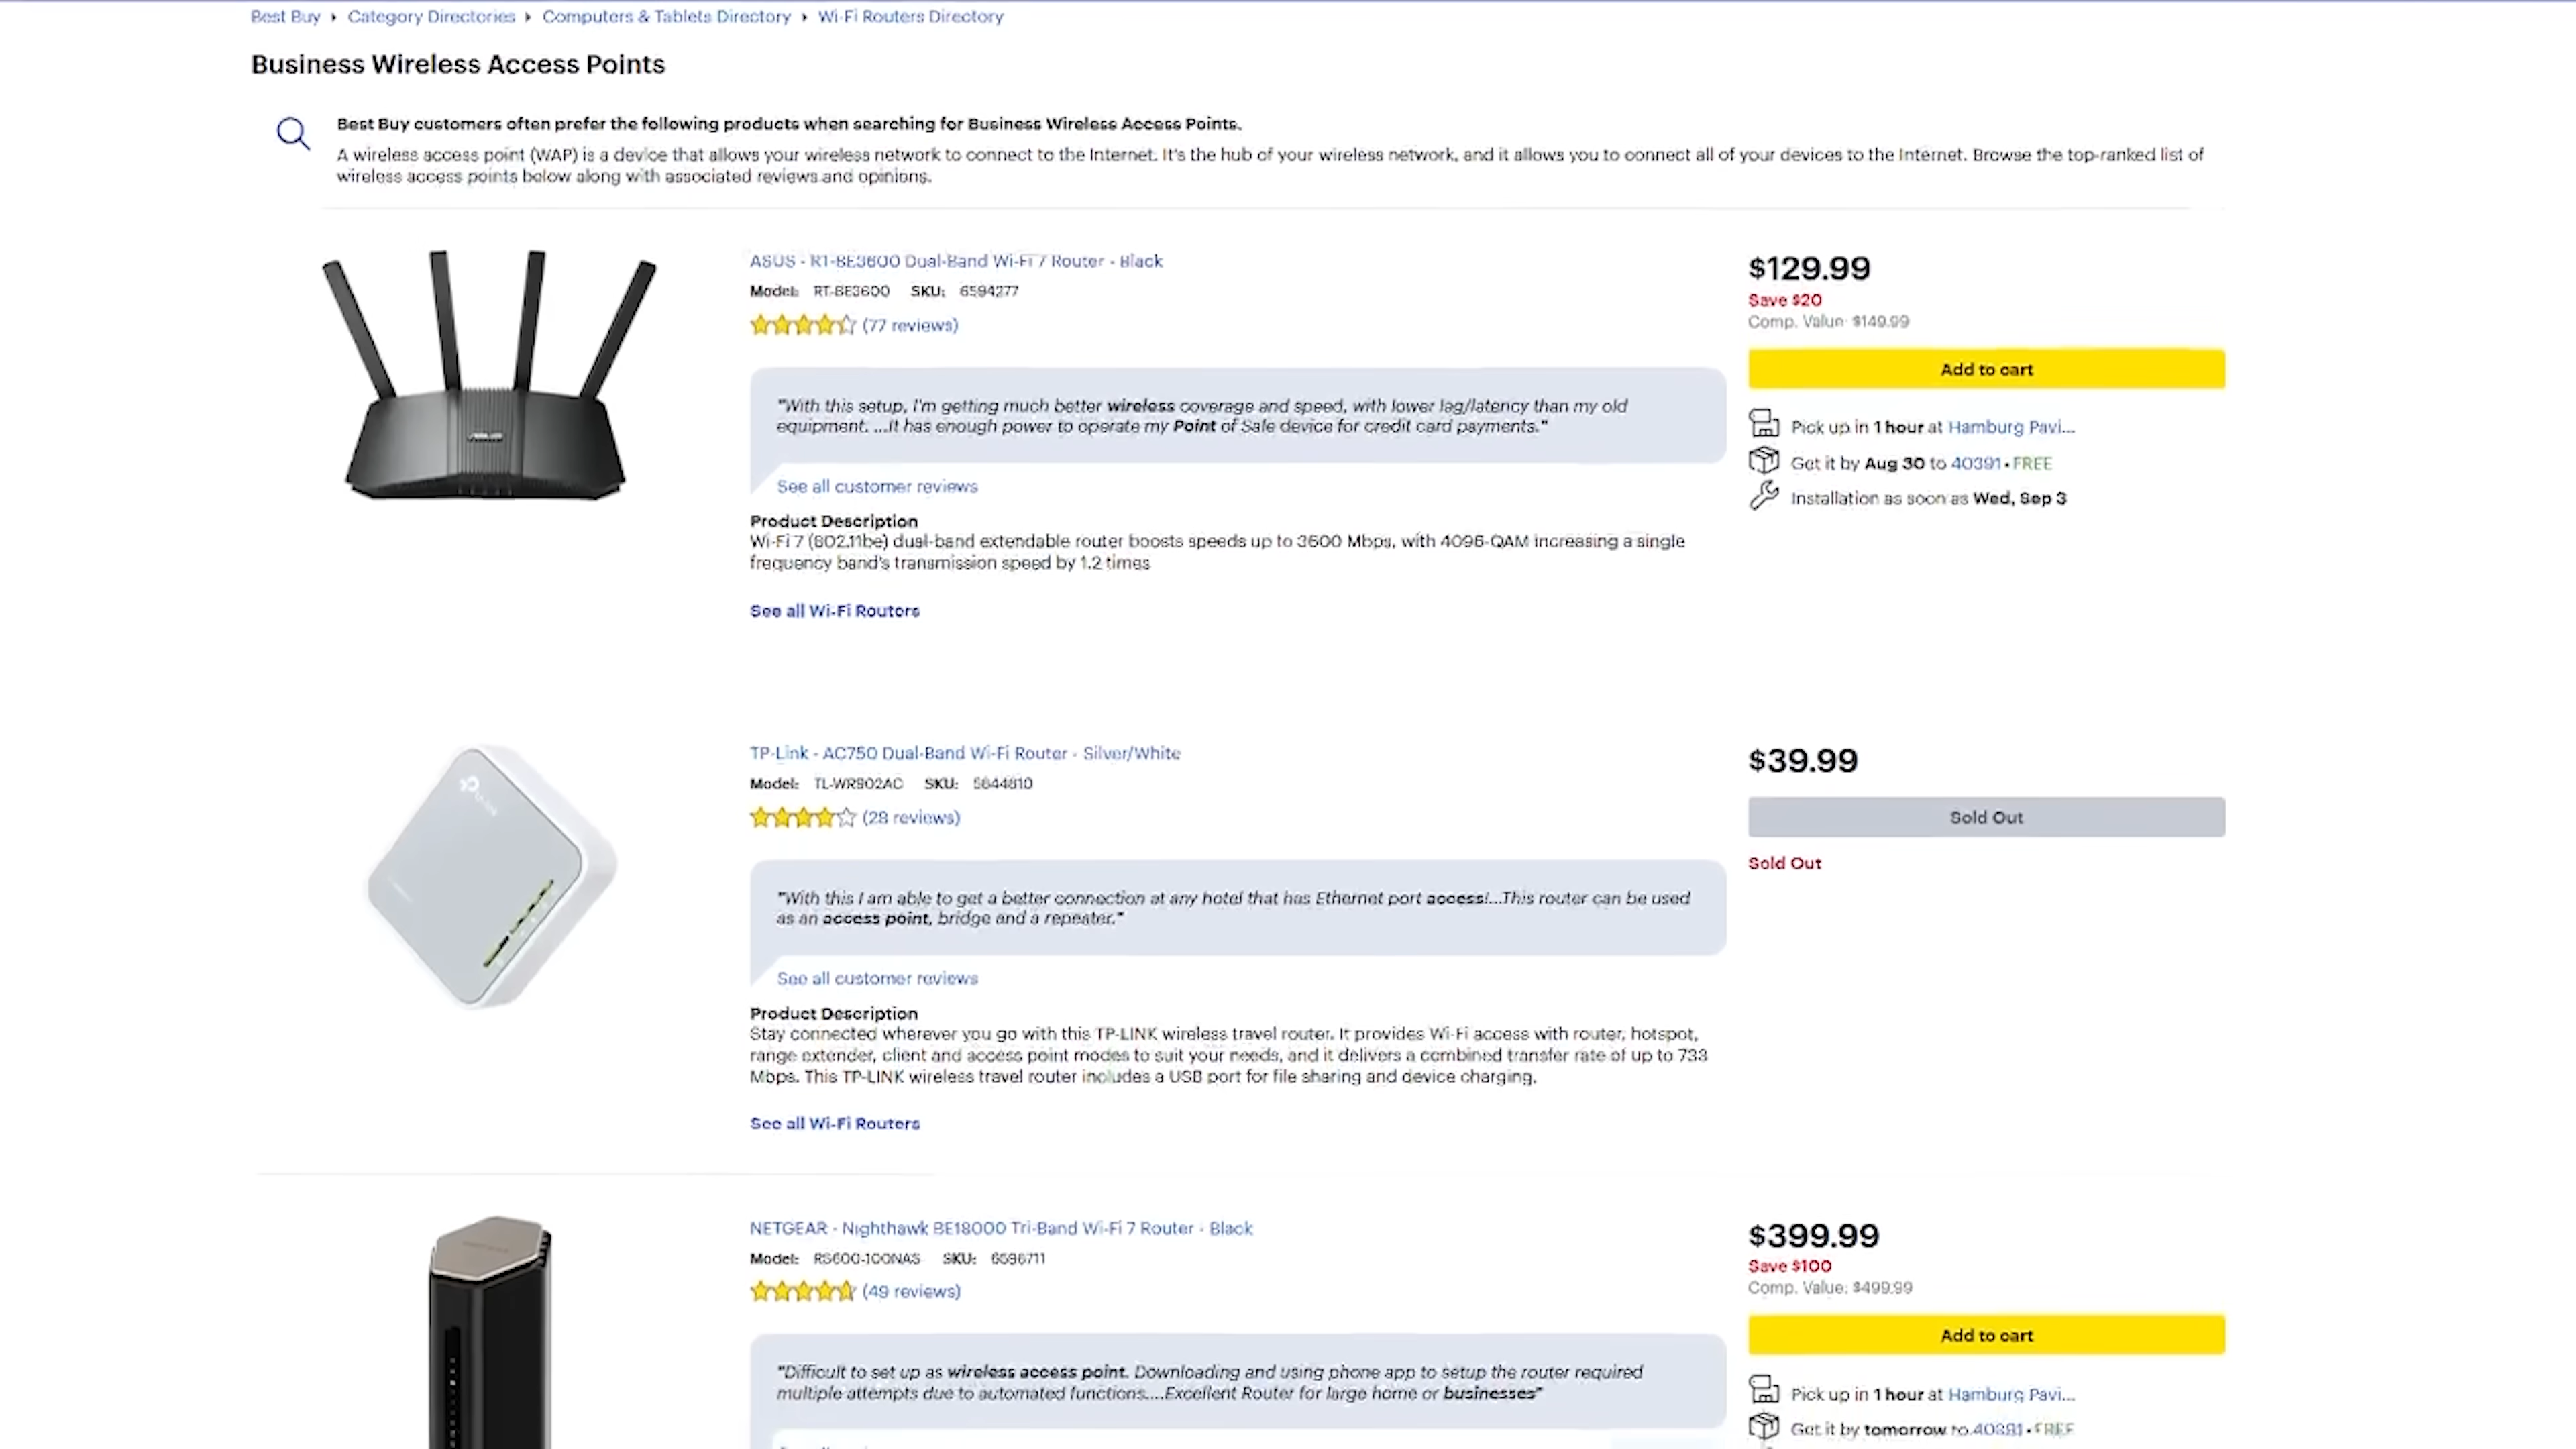 Best Buy › Category Directories › Computers & Tablets Directory › Wi-Fi Routers Directory
Business Wireless Access Points
Best Buy customers often prefer the following products when searching for Business Wireless Access Points.
A wireless access point (WAP) is a device that allows your wireless network to connect to the Internet. It's the hub of your wireless network, and it allows you to connect all of your devices to the Internet. Browse the top-ranked list of
wireless access points below along with associated reviews and opinions.
ASUS - RT-BE3600 Dual-Band Wi-Fi 7 Router - Black
Model: RT-BE3600 SKU: 6594277
(77 reviews)
"With this setup, I'm getting much better wireless coverage and speed, with lower lag/latency than my old
equipment. ...It has enough power to operate my Point of Sale device for credit card payments."
See all customer reviews
Product Description
Wi-Fi 7 (802.11be) dual-band extendable router boosts speeds up to 3600 Mbps, with 4096-QAM increasing a single
frequency band's transmission speed by 1.2 times
See all Wi-Fi Routers
$129.99
Save $20
Comp. Value: $149.99
Add to cart
Pick up in 1 hour at Hamburg Pavi...
Get it by Aug 30 to 40391 • FREE
Installation as soon as Wed, Sep 3
TP-Link - AC750 Dual-Band Wi-Fi Router - Silver/White
Model: TL-WR902AC SKU: 5644810
(28 reviews)
"With this I am able to get a better connection at any hotel that has Ethernet port access!...This router can be used
as an access point, bridge and a repeater."
See all customer reviews
Product Description
Stay connected wherever you go with this TP-LINK wireless travel router. It provides Wi-Fi access with router, hotspot,
range extender, client and access point modes to suit your needs, and it delivers a combined transfer rate of up to 733
Mbps. This TP-LINK wireless travel router includes a USB port for file sharing and device charging.
See all Wi-Fi Routers
$39.99
Sold Out
Sold Out
NETGEAR - Nighthawk BE18000 Tri-Band Wi-Fi 7 Router - Black
Model: RS600-100NAS SKU: 6596711
(49 reviews)
"Difficult to set up as wireless access point. Downloading and using phone app to setup the router required
multiple attempts due to automated functions....Excellent Router for large home or businesses"
$399.99
Save $100
Comp. Value: $499.99
Add to cart
Pick up in 1 hour at Hamburg Pavi...
Get it by tomorrow to 40391 • FREE